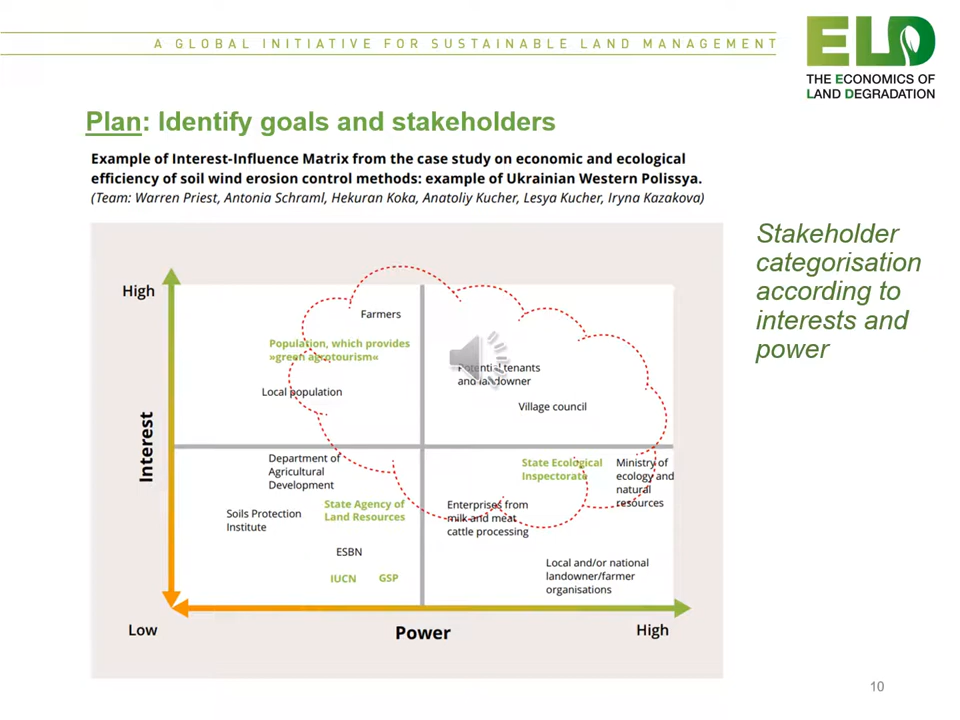 A GLOBAL INITIATIVE FOR SUSTAINABLE LAND MANAGEMENT
ELD
THE ECONOMICS OF
LAND DEGRADATION
Plan: Identify goals and stakeholders
Example of Interest-Influence Matrix from the case study on economic and ecological
efficiency of soil wind erosion control methods: example of Ukrainian Western Polissya.
(Team: Warren Priest, Antonia Schraml, Hekuran Koka, Anatoliy Kucher, Lesya Kucher, Iryna Kazakova)
Stakeholder
categorisation
according to
interests and
power
High
Farmers
Population, which provides
»green agrotourism«
Local population
Potential tenants
and landowner
Village council
Interest
Department of
Agricultural
Development
State Agency of
Land Resources
Soils Protection
Institute
ESBN
IUCN
GSP
State Ecological
Inspectorate
Ministry of
ecology and
natural
resources
Enterprises from
milk and meat
cattle processing
Local and/or national
landowner/farmer
organisations
Low
Power
High
10